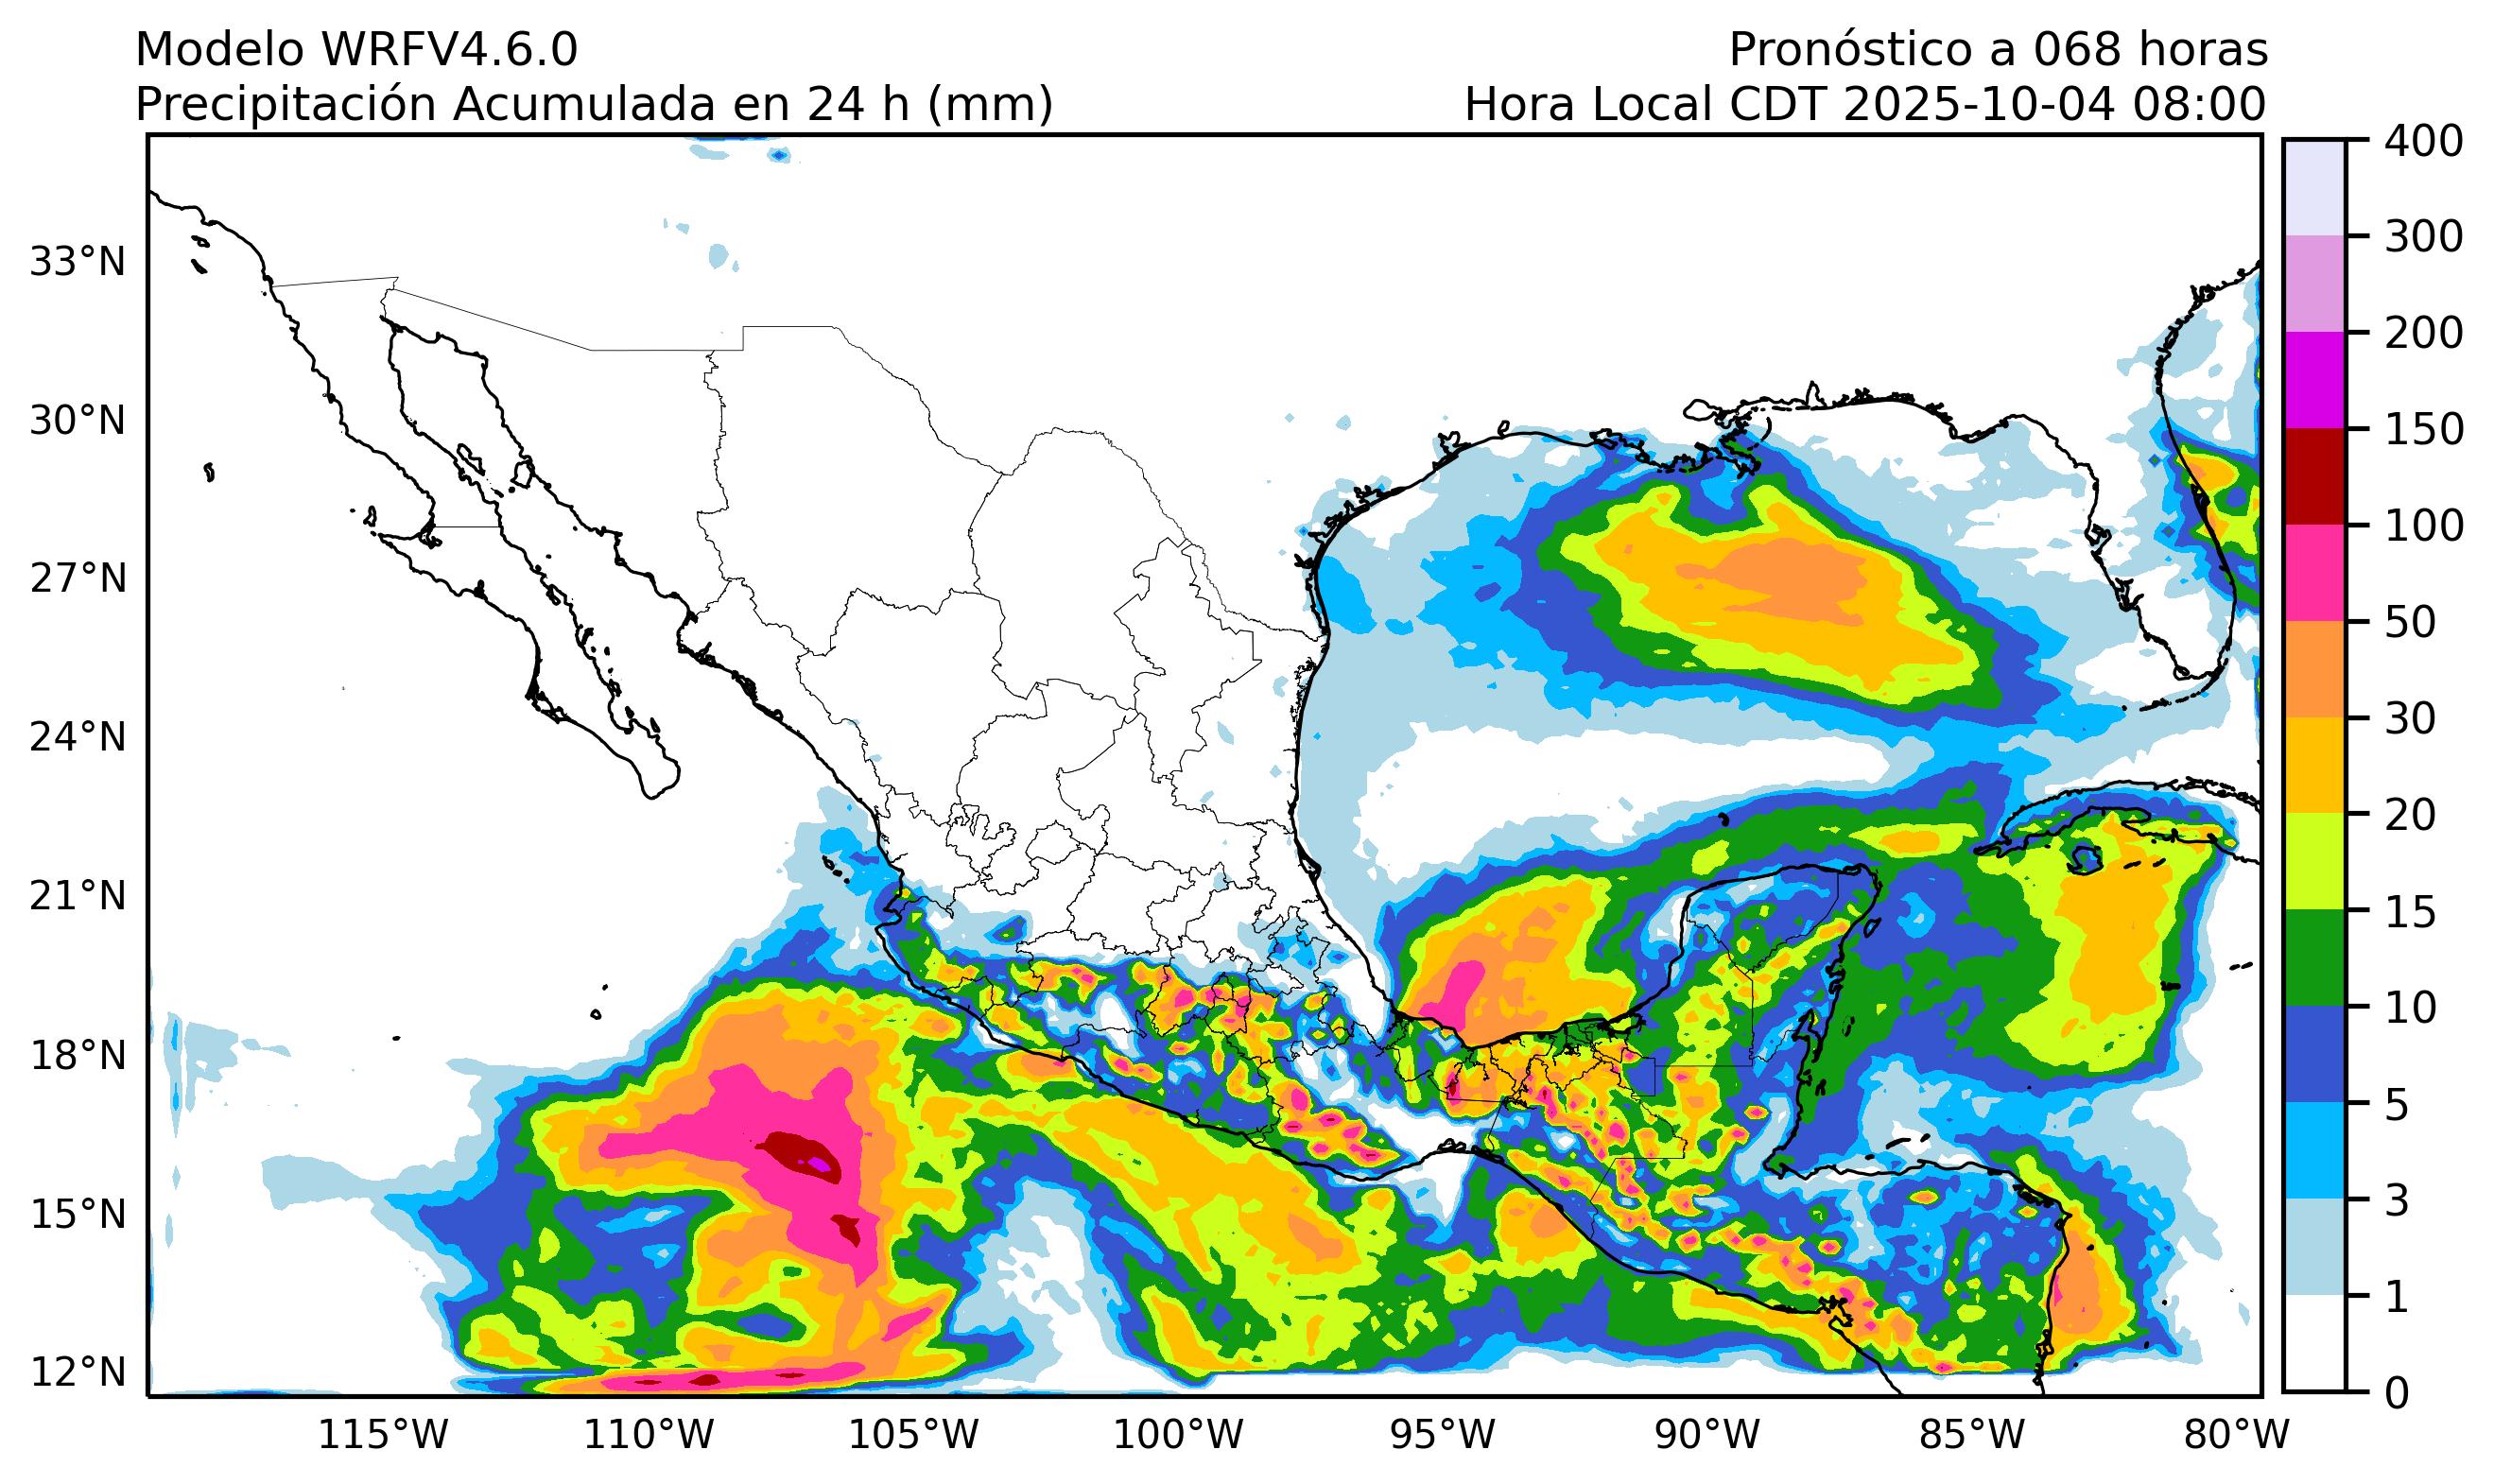 Modelo WRFV4.6.0
Pronóstico a 068 horas
Precipitación Acumulada en 24 h (mm)
Hora Local CDT 2025-10-04 08:00
400
300
200
150
100
50
30
20
15
10
5
3
1
0
33°N
30°N
27°N
24°N
21°N
18°N
15°N
12°N
115°W
110°W
105°W
100°W
95°W
90°W
85°W
80°W